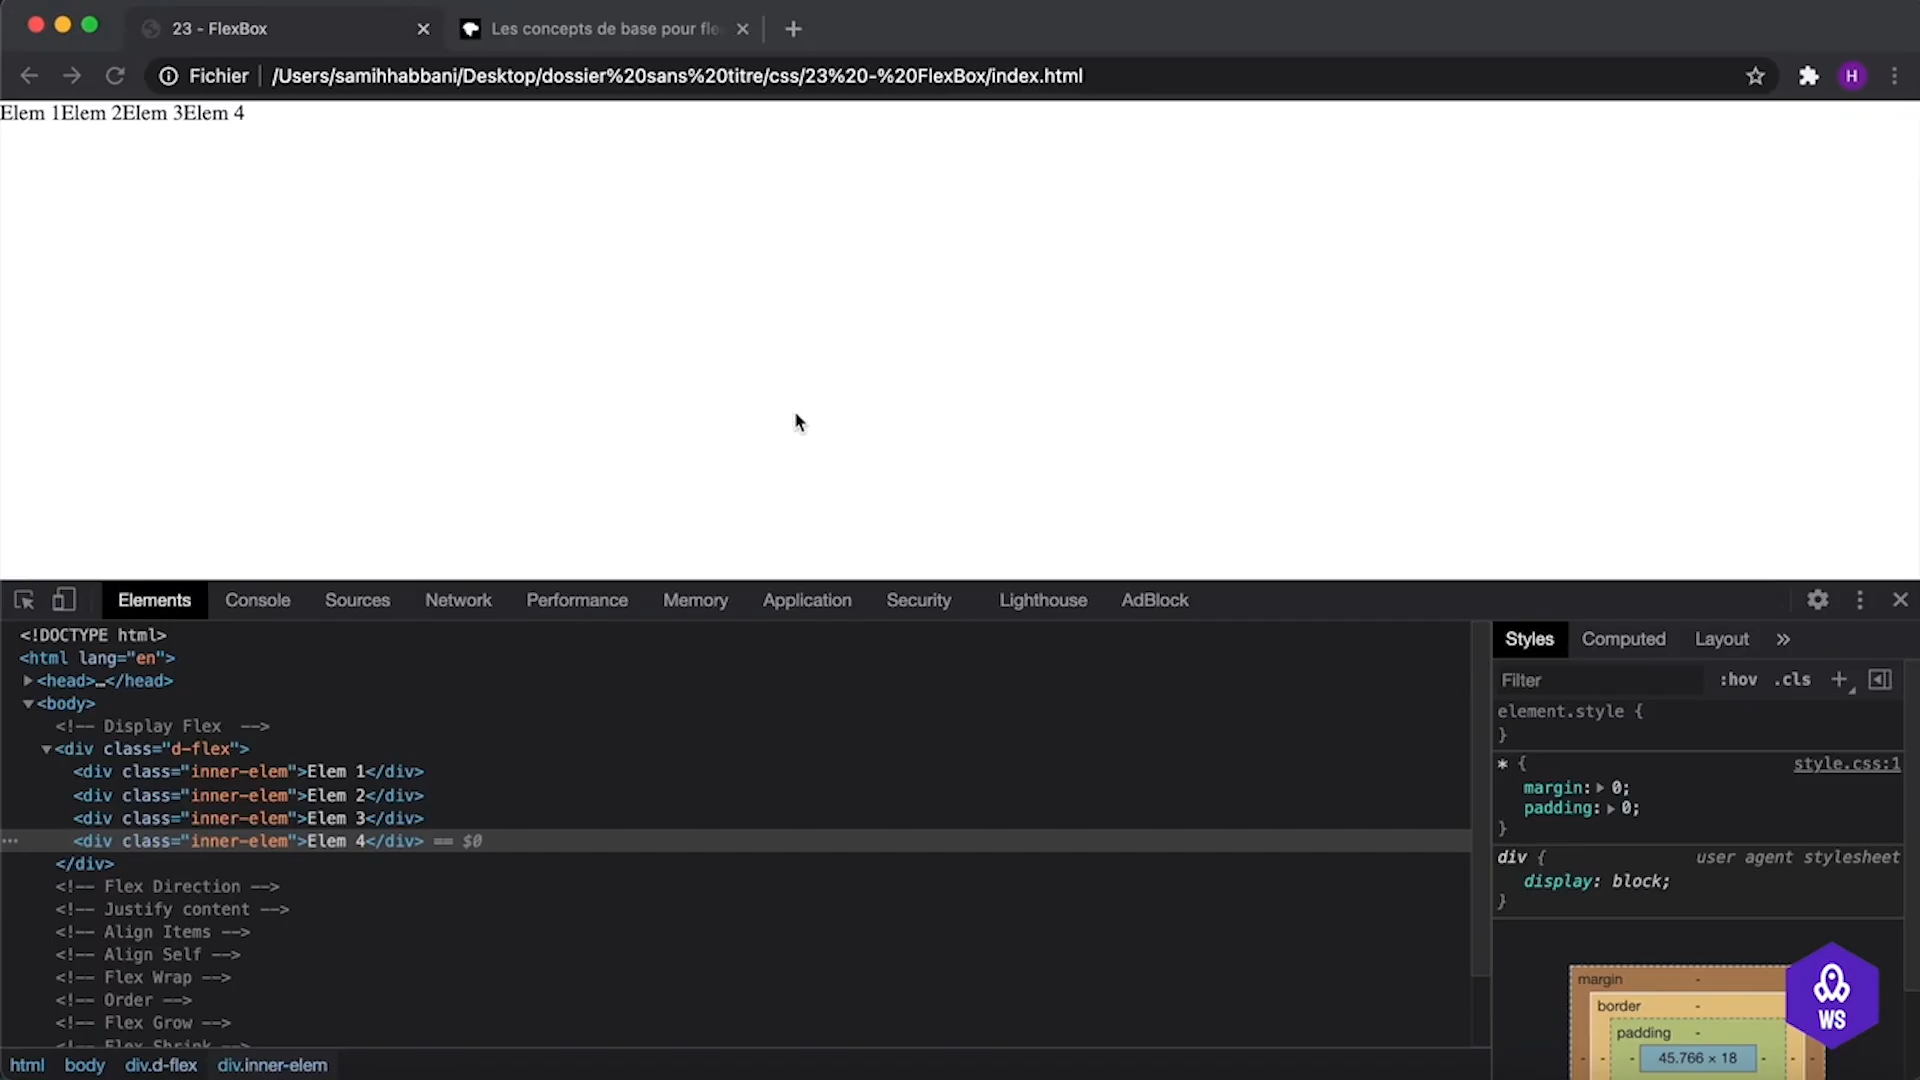 23 - FlexBox
Les concepts de base pour fle
Fichier /Users/samihhabbani/Desktop/dossier%20sans%20titre/css/23%20-%20FlexBox/index.html
H
Elem 1Elem 2Elem 3Elem 4
Elements Console Sources Network Performance Memory Application Security Lighthouse AdBlock
<!DOCTYPE html>
<html lang="en">
<head>…</head>
<body>
<!-- Display Flex -->
<div class="d-flex">
<div class="inner-elem">Elem 1</div>
<div class="inner-elem">Elem 2</div>
<div class="inner-elem">Elem 3</div>
<div class="inner-elem">Elem 4</div> == $0
</div>
<!-- Flex Direction -->
<!-- Justify content -->
<!-- Align Items -->
<!-- Align Self -->
<!-- Flex Wrap -->
<!-- Order -->
<!-- Flex Grow -->
<!-- Flex Shrink -->
html body div.d-flex div.inner-elem
Styles Computed Layout »
Filter :hov .cls +
element.style {
}
* { style.css:1
margin: 0;
padding: 0;
}
div { user agent stylesheet
display: block;
}
margin -
border -
padding -
- - - 45.766 × 18 - - -
WS